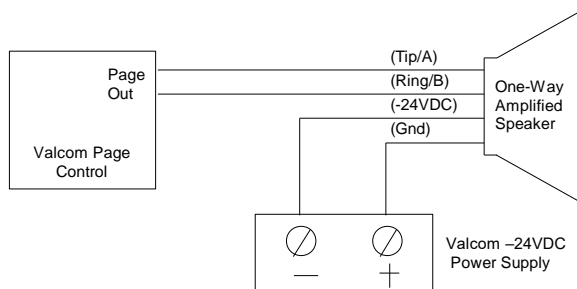 (Tip/A)
Page
Out
(Ring/B)
One-Way
Amplified
Speaker
(-24VDC)
(Gnd)
Valcom Page
Control
Valcom –24VDC
Power Supply
— +